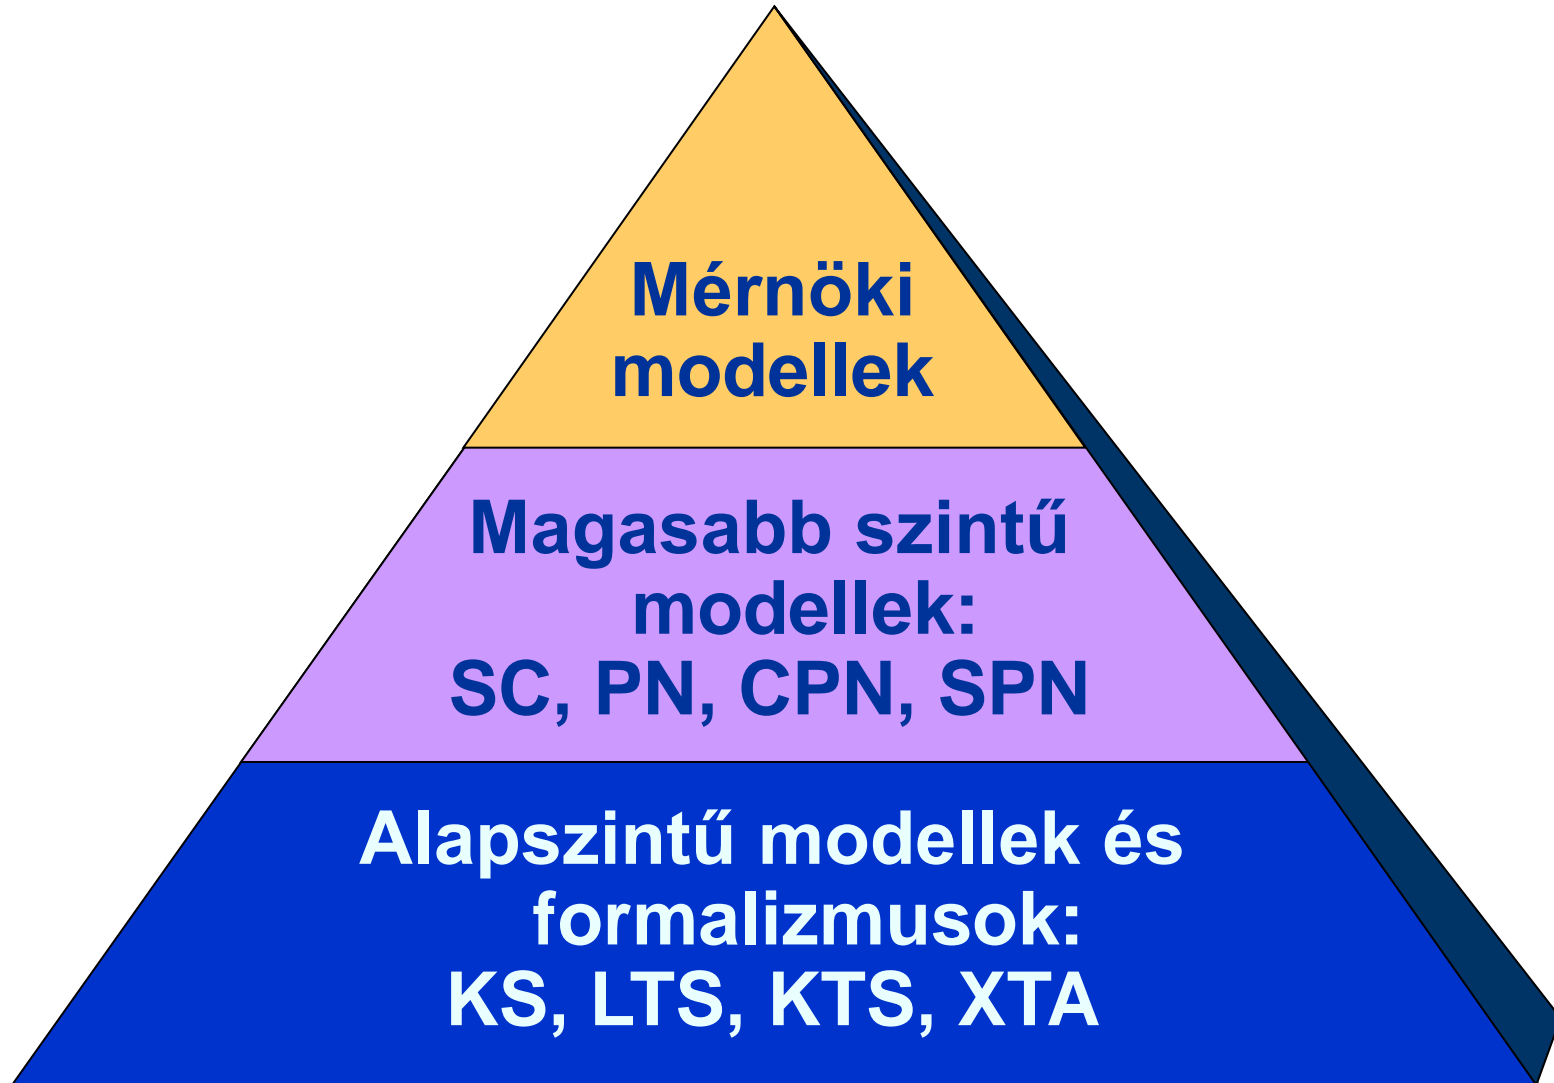 Mérnöki
modellek
Magasabb szintű
modellek:
SC, PN, CPN, SPN
Alapszintű modellek és
formalizmusok:
KS, LTS, KTS, XTA